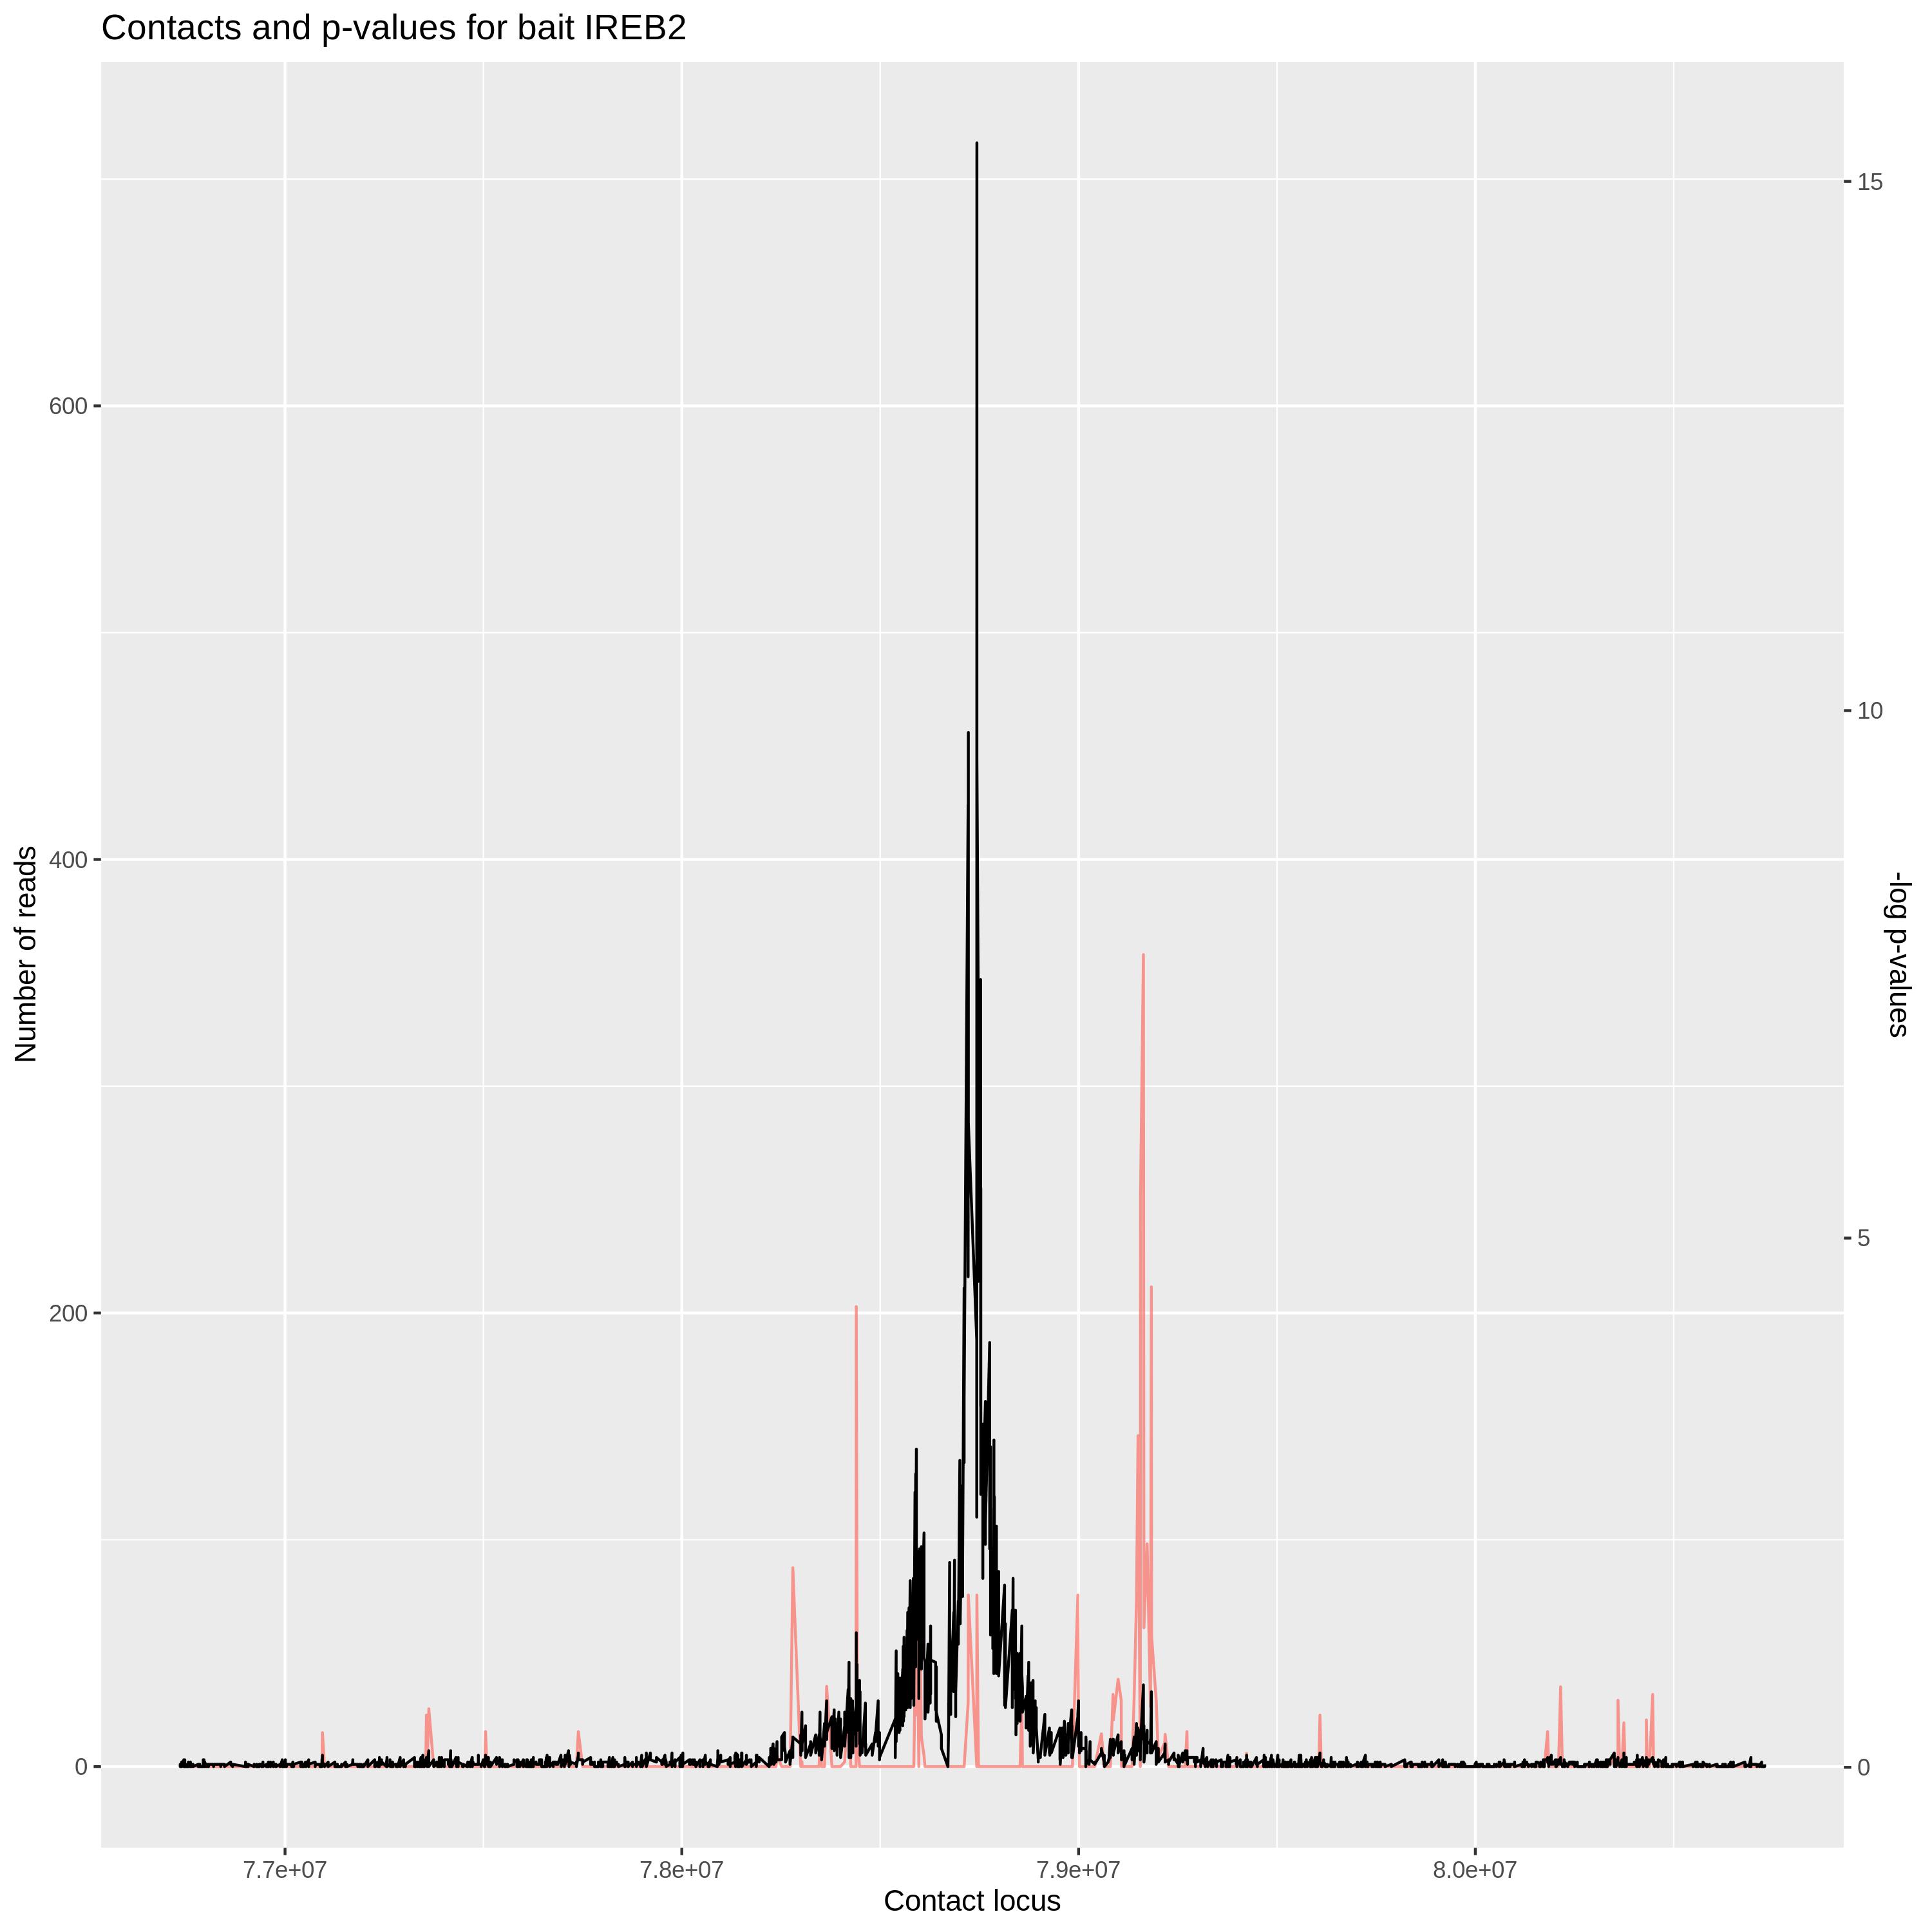 Contacts and p-values for bait IREB2
Number of reads
600
400
200
0
15
10
5
0
-log p-values
7.7e+07
7.8e+07
7.9e+07
8.0e+07
Contact locus